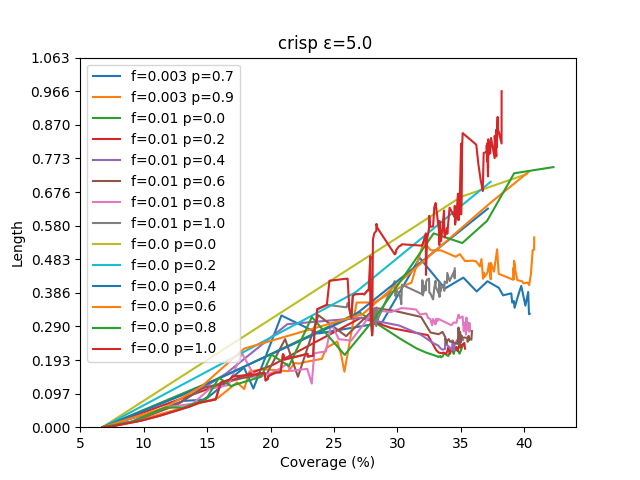 crisp ε=5.0
Length
1.063
0.966
0.870
0.773
0.676
0.580
0.483
0.386
0.290
0.193
0.097
0.000
f=0.003 p=0.7
f=0.003 p=0.9
f=0.01 p=0.0
f=0.01 p=0.2
f=0.01 p=0.4
f=0.01 p=0.6
f=0.01 p=0.8
f=0.01 p=1.0
f=0.0 p=0.0
f=0.0 p=0.2
f=0.0 p=0.4
f=0.0 p=0.6
f=0.0 p=0.8
f=0.0 p=1.0
5 10 15 20 25 30 35 40
Coverage (%)